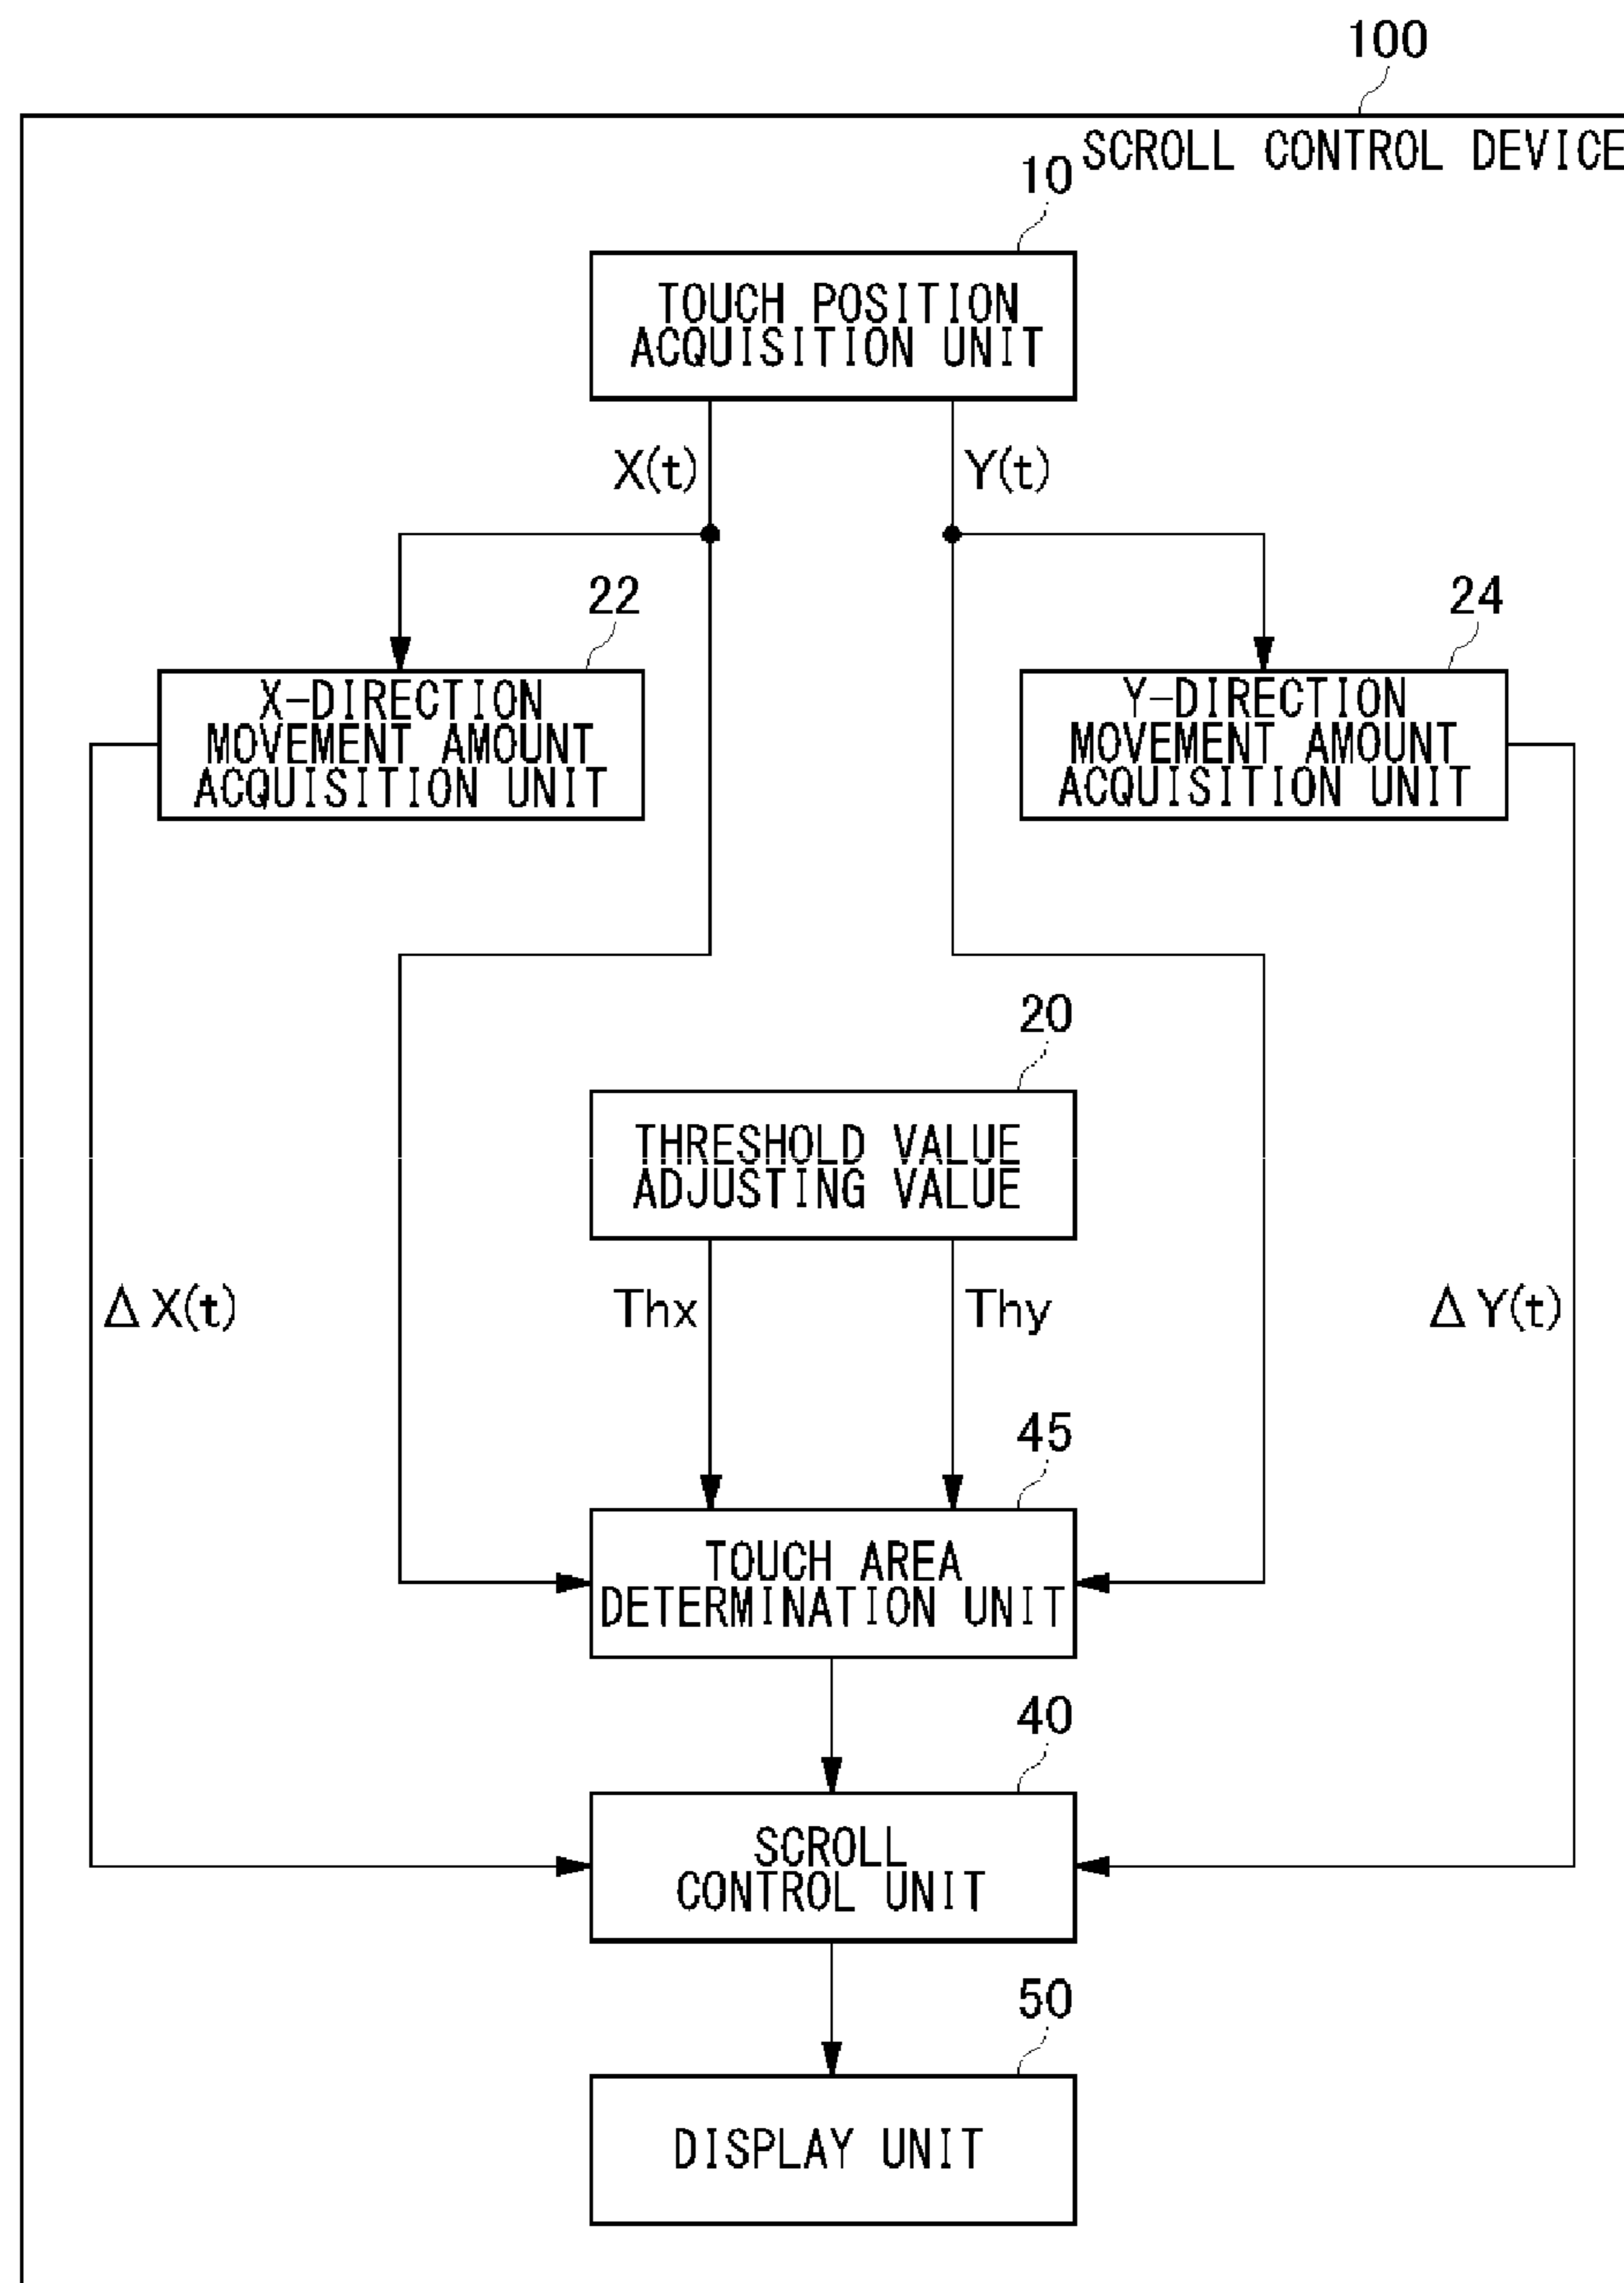 100
SCROLL CONTROL DEVICE
10
TOUCH POSITION
ACQUISITION UNIT
X(t)
Y(t)
22
24
X-DIRECTION
MOVEMENT AMOUNT
ACQUISITION UNIT
Y-DIRECTION
MOVEMENT AMOUNT
ACQUISITION UNIT
20
THRESHOLD VALUE
ADJUSTING VALUE
ΔX(t)
Thx
Thy
ΔY(t)
45
TOUCH AREA
DETERMINATION UNIT
40
SCROLL
CONTROL UNIT
50
DISPLAY UNIT